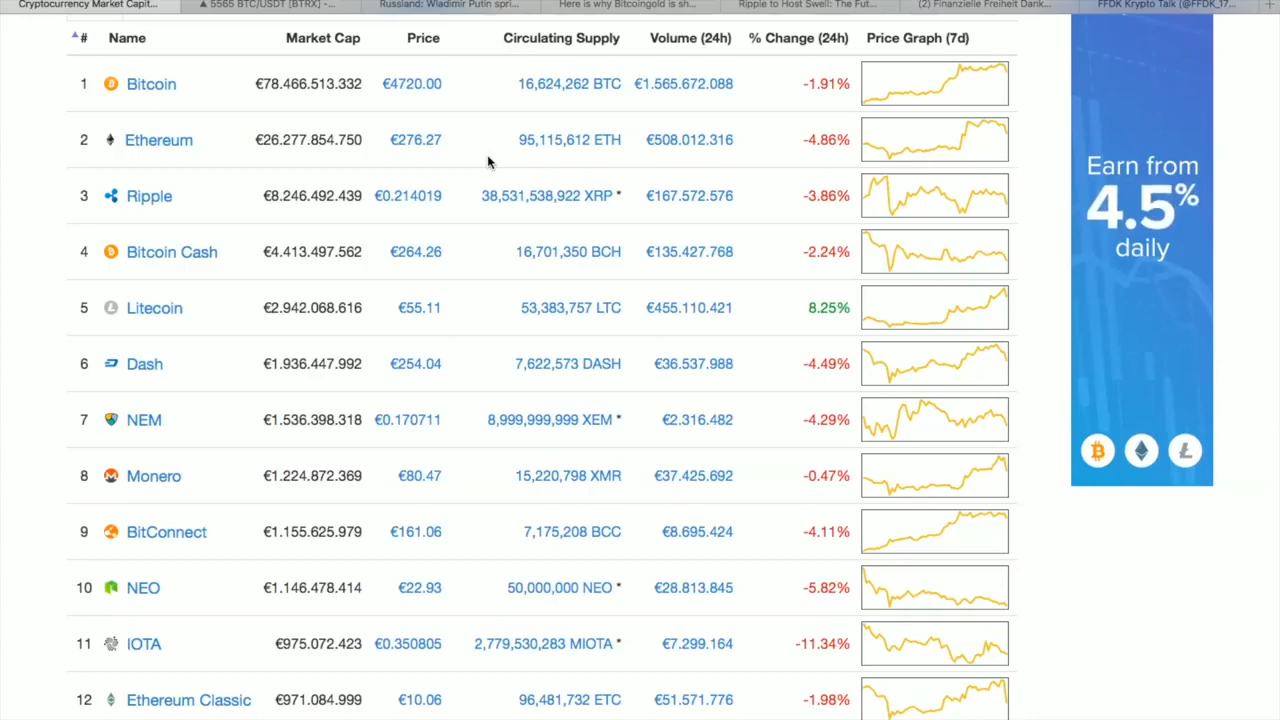 Cryptocurrency Market Capit... ▲ 5565 BTC/USDT [BTRX] -... Russland: Wladimir Putin spri... Here is why Bitcoingold is sh... Ripple to Host Swell: The Fut... (2) Finanzielle Freiheit Dank... FFDK Krypto Talk (@FFDK_17... +
▲ # Name Market Cap Price Circulating Supply Volume (24h) % Change (24h) Price Graph (7d)
1 Bitcoin €78.466.513.332 €4720.00 16,624,262 BTC €1.565.672.088 -1.91%
2 Ethereum €26.277.854.750 €276.27 95,115,612 ETH €508.012.316 -4.86%
3 Ripple €8.246.492.439 €0.214019 38,531,538,922 XRP * €167.572.576 -3.86%
4 Bitcoin Cash €4.413.497.562 €264.26 16,701,350 BCH €135.427.768 -2.24%
5 Litecoin €2.942.068.616 €55.11 53,383,757 LTC €455.110.421 8.25%
6 Dash €1.936.447.992 €254.04 7,622,573 DASH €36.537.988 -4.49%
7 NEM €1.536.398.318 €0.170711 8,999,999,999 XEM * €2.316.482 -4.29%
8 Monero €1.224.872.369 €80.47 15,220,798 XMR €37.425.692 -0.47%
9 BitConnect €1.155.625.979 €161.06 7,175,208 BCC €8.695.424 -4.11%
10 NEO €1.146.478.414 €22.93 50,000,000 NEO * €28.813.845 -5.82%
11 IOTA €975.072.423 €0.350805 2,779,530,283 MIOTA * €7.299.164 -11.34%
12 Ethereum Classic €971.084.999 €10.06 96,481,732 ETC €51.571.776 -1.98%
Earn from
4.5%
daily